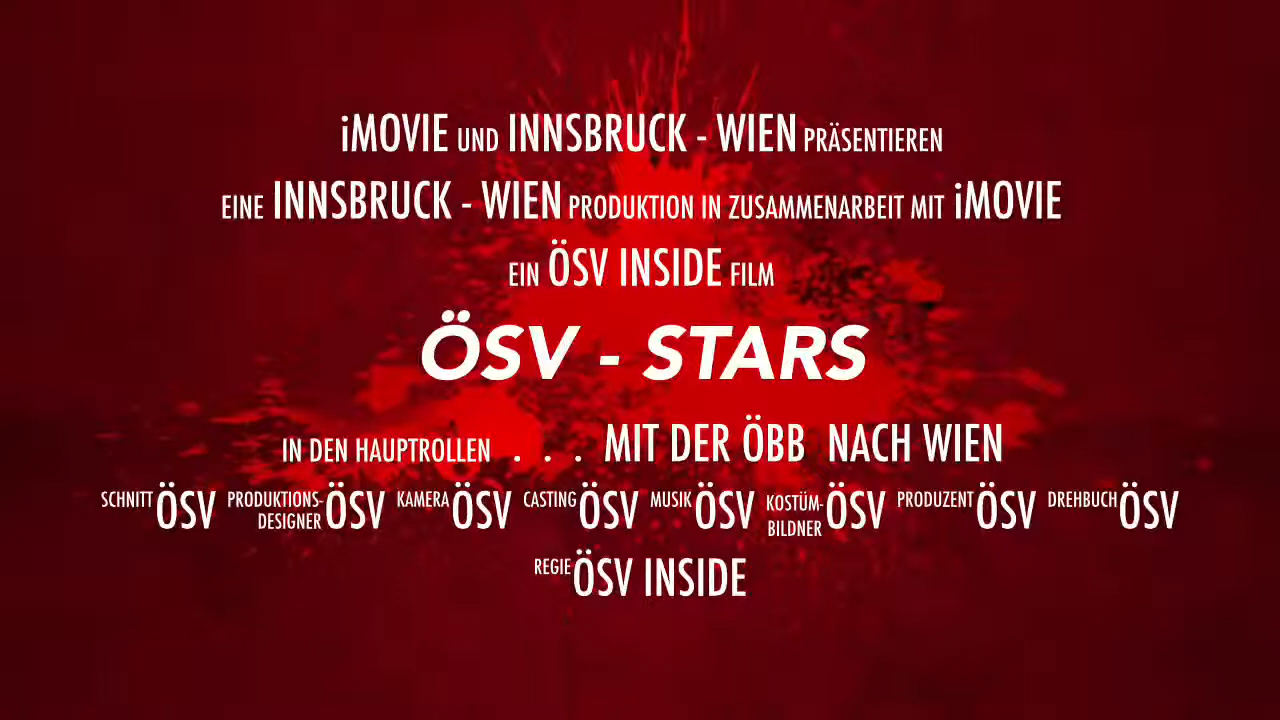 iMOVIE UND INNSBRUCK - WIEN PRÄSENTIEREN
EINE INNSBRUCK - WIEN PRODUKTION IN ZUSAMMENARBEIT MIT iMOVIE
EIN ÖSV INSIDE FILM
ÖSV - STARS
IN DEN HAUPTROLLEN . . . MIT DER ÖBB NACH WIEN
SCHNITT ÖSV PRODUKTIONS-DESIGNER ÖSV KAMERA ÖSV CASTING ÖSV MUSIK ÖSV KOSTÜM-BILDNER ÖSV PRODUZENT ÖSV DREHBUCH ÖSV
REGIE ÖSV INSIDE